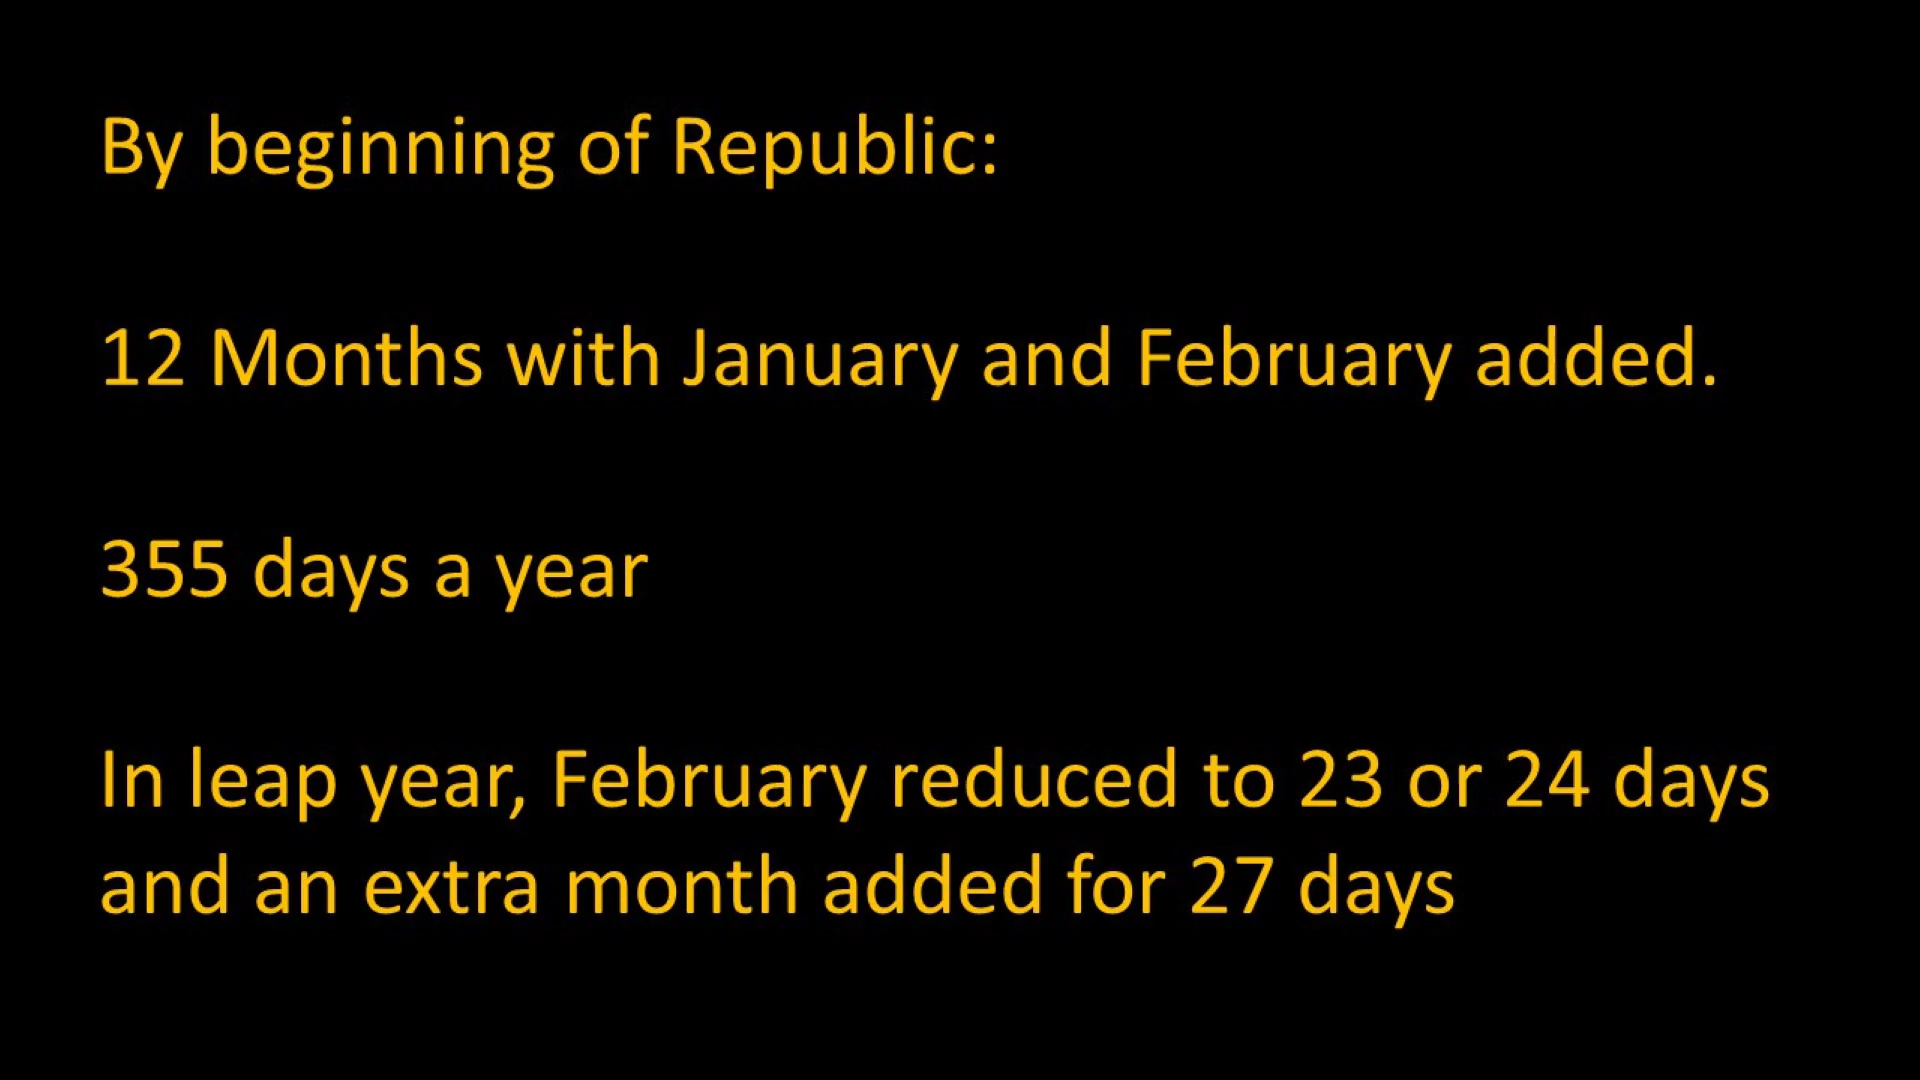 By beginning of Republic:
12 Months with January and February added.
355 days a year
In leap year, February reduced to 23 or 24 days
and an extra month added for 27 days